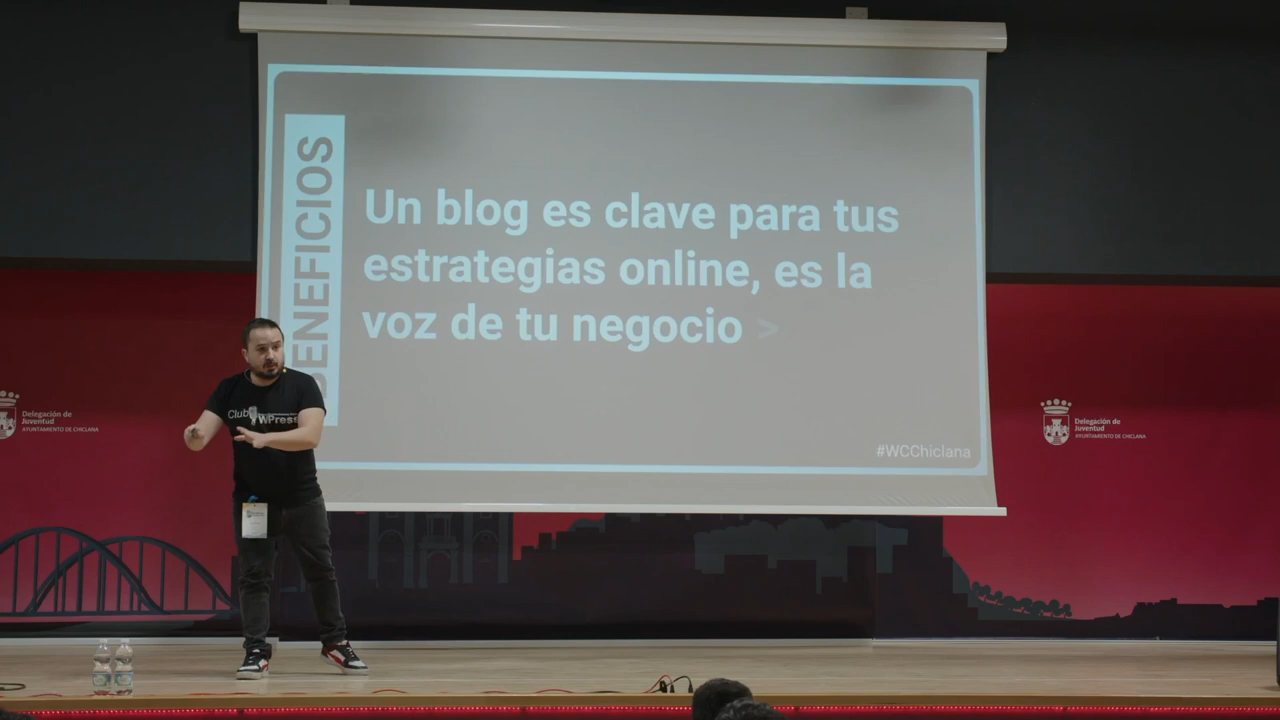 BENEFICIOS
Un blog es clave para tus
estrategias online, es la
voz de tu negocio >
#WCChiclana
Club
WPress
Delegación de
Juventud
AYUNTAMIENTO DE CHICLANA
Delegación de
Juventud
AYUNTAMIENTO DE CHICLANA